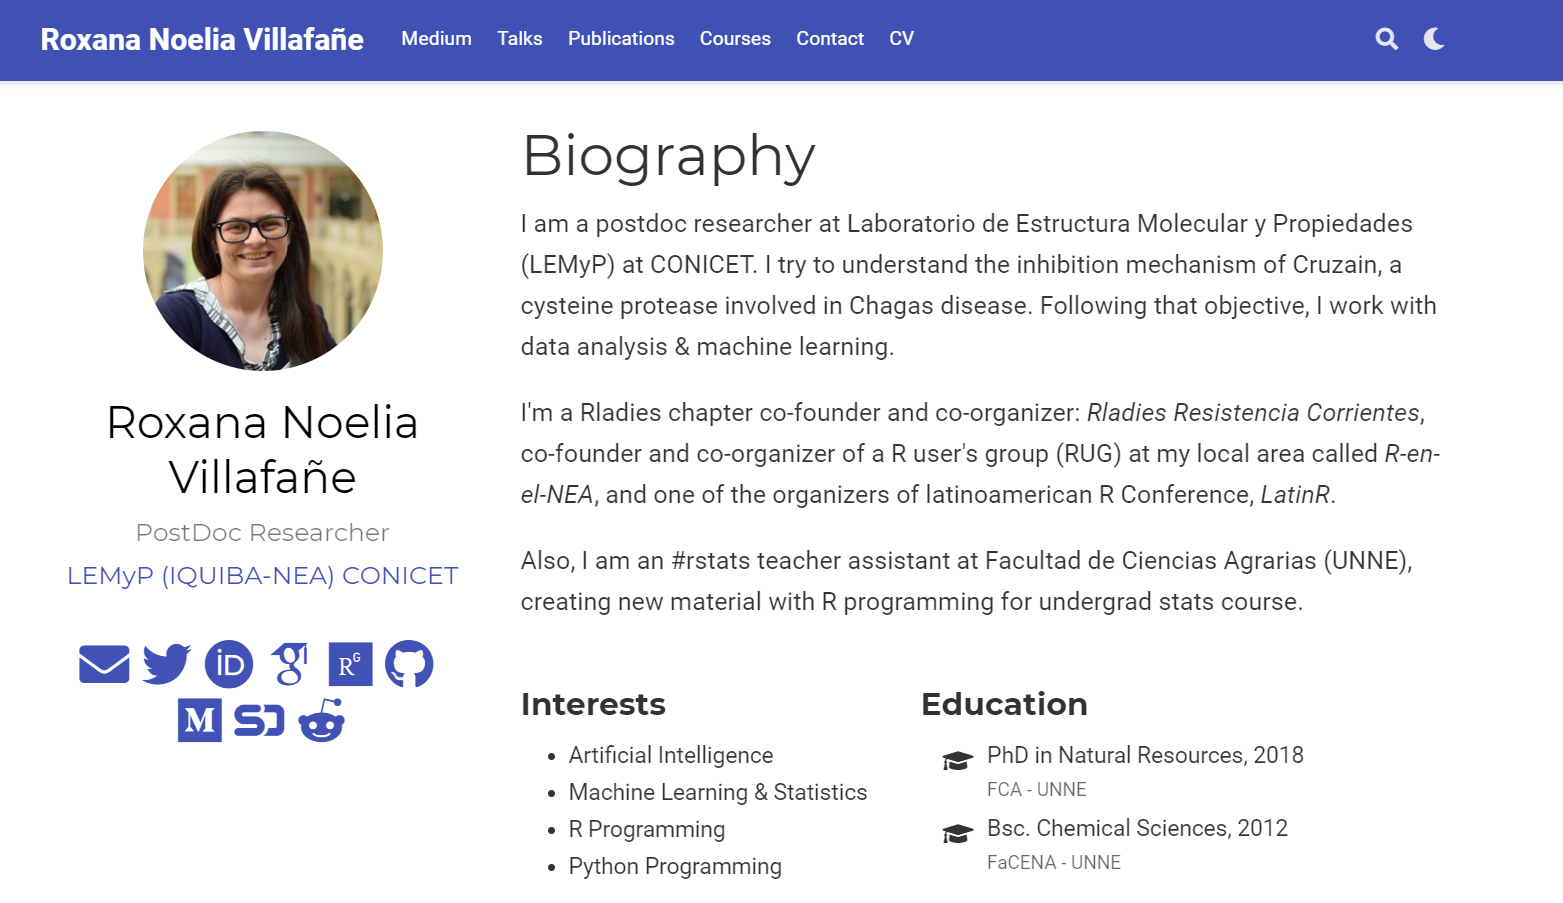 Roxana Noelia Villafañe Medium Talks Publications Courses Contact CV
Roxana Noelia
Villafañe
PostDoc Researcher
LEMyP (IQUIBA-NEA) CONICET
iD g RG
M SD
Biography
I am a postdoc researcher at Laboratorio de Estructura Molecular y Propiedades
(LEMyP) at CONICET. I try to understand the inhibition mechanism of Cruzain, a
cysteine protease involved in Chagas disease. Following that objective, I work with
data analysis & machine learning.
I'm a Rladies chapter co-founder and co-organizer: Rladies Resistencia Corrientes,
co-founder and co-organizer of a R user's group (RUG) at my local area called R-en-
el-NEA, and one of the organizers of latinoamerican R Conference, LatinR.
Also, I am an #rstats teacher assistant at Facultad de Ciencias Agrarias (UNNE),
creating new material with R programming for undergrad stats course.
Interests
Artificial Intelligence
Machine Learning & Statistics
R Programming
Python Programming
Education
PhD in Natural Resources, 2018
FCA - UNNE
Bsc. Chemical Sciences, 2012
FaCENA - UNNE